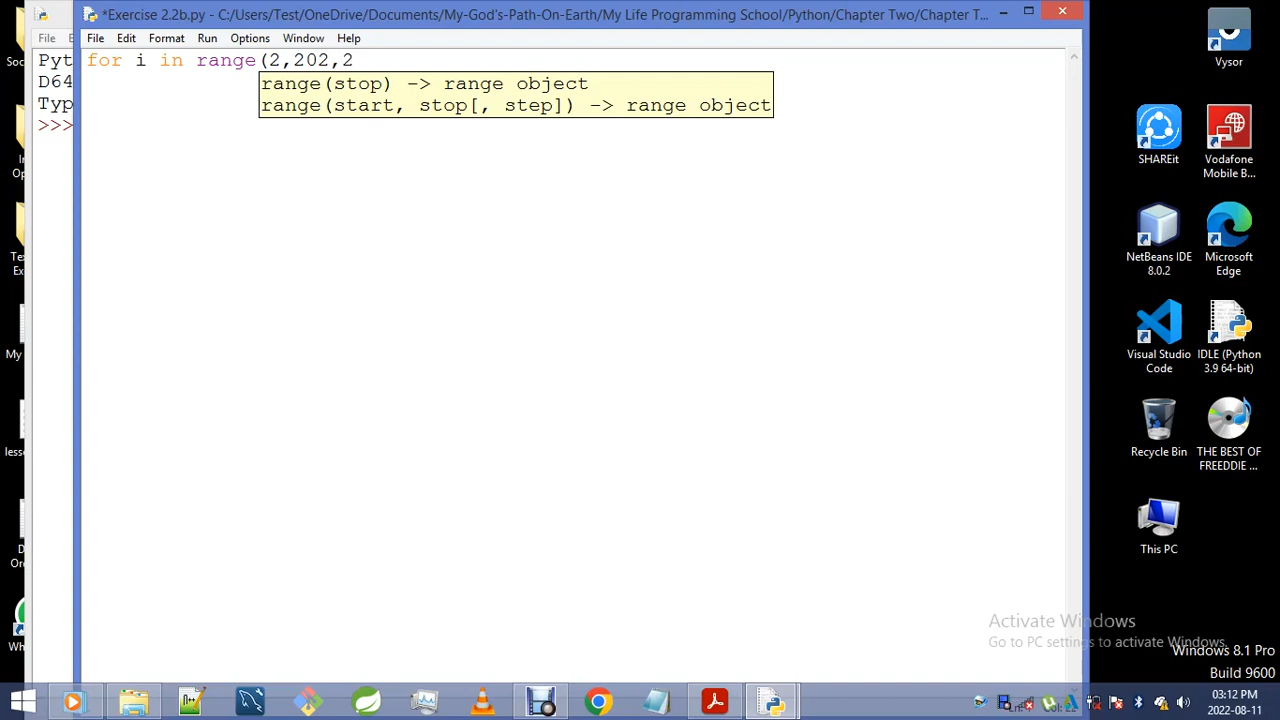 *Exercise 2.2b.py - C:/Users/Test/OneDrive/Documents/My-God's-Path-On-Earth/My Life Programming School/Python/Chapter Two/Chapter T...
File Edit Format Run Options Window Help
File
for i in range(2,202,2
range(stop) -> range object
range(start, stop[, step]) -> range object
Pyt
D64
Typ
>>>
Soc
My
Vysor
SHAREit
Vodafone
Mobile B...
NetBeans IDE
8.0.2
Microsoft
Edge
Visual Studio
Code
IDLE (Python
3.9 64-bit)
Recycle Bin
THE BEST OF
FREDDIE ...
This PC
Activate Windows
Go to PC settings to activate Windows.
Windows 8.1 Pro
Build 9600
03:12 PM
2022-08-11